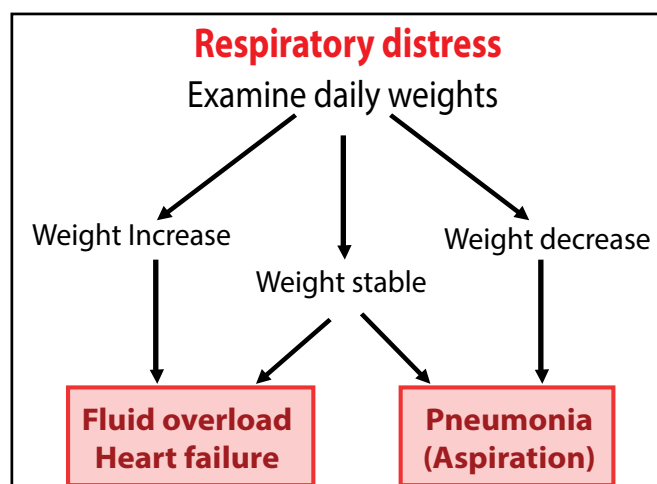 Respiratory distress
Examine daily weights
Weight Increase
Weight decrease
Weight stable
Fluid overload
Heart failure
Pneumonia
(Aspiration)